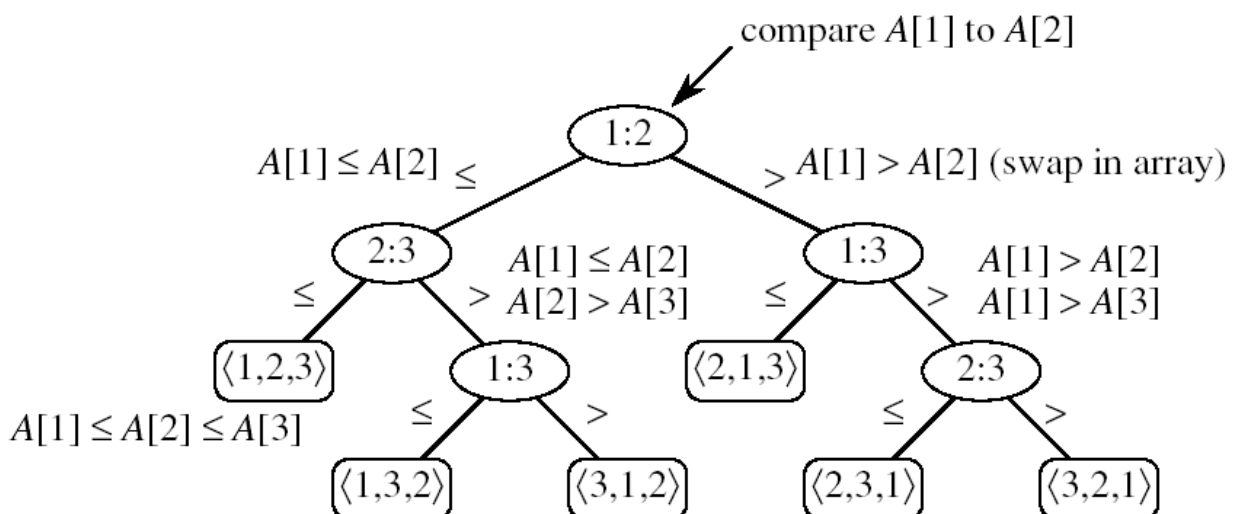 compare A[1] to A[2]
1:2
A[1] ≤ A[2] ≤
> A[1] > A[2] (swap in array)
2:3
A[1] ≤ A[2]
A[2] > A[3]
1:3
A[1] > A[2]
A[1] > A[3]
≤
>
≤
>
⟨1,2,3⟩
1:3
⟨2,1,3⟩
2:3
A[1] ≤ A[2] ≤ A[3]
≤
>
≤
>
⟨1,3,2⟩
⟨3,1,2⟩
⟨2,3,1⟩
⟨3,2,1⟩